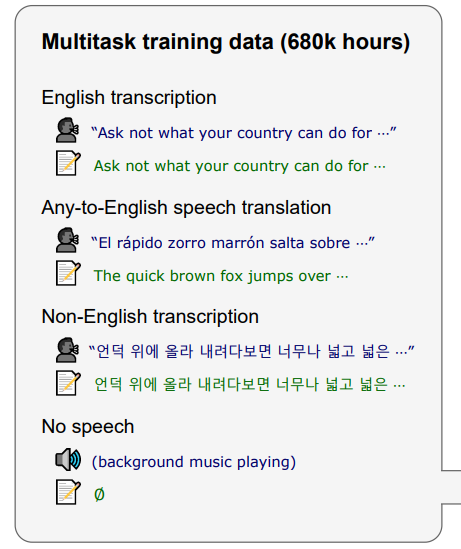 Multitask training data (680k hours)
English transcription
“Ask not what your country can do for ⋯”
Ask not what your country can do for ⋯
Any-to-English speech translation
“El rápido zorro marrón salta sobre ⋯”
The quick brown fox jumps over ⋯
Non-English transcription
“언덕 위에 올라 내려다보면 너무나 넓고 넓은 ⋯”
언덕 위에 올라 내려다보면 너무나 넓고 넓은 ⋯
No speech
(background music playing)
∅